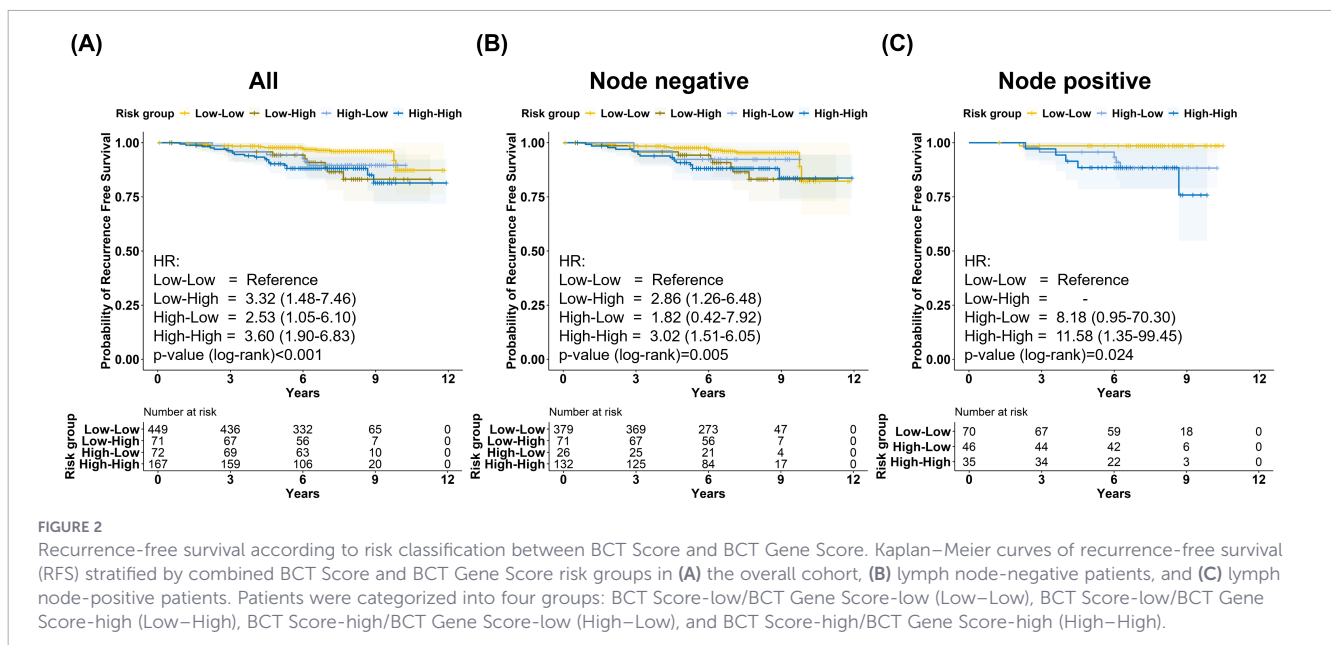 (A)
All
Risk group Low-Low Low-High High-Low High-High
Probability of Recurrence Free Survival
1.00
0.75
0.50
0.25
0.00
HR:
Low-Low = Reference
Low-High = 3.32 (1.48-7.46)
High-Low = 2.53 (1.05-6.10)
High-High = 3.60 (1.90-6.83)
p-value (log-rank)<0.001
0 3 6 9 12
Years
Number at risk
Risk group
Low-Low 449 436 332 65 0
Low-High 71 67 56 7 0
High-Low 72 69 63 10 0
High-High 167 159 106 20 0
0 3 6 9 12
Years
(B)
Node negative
Risk group Low-Low Low-High High-Low High-High
Probability of Recurrence Free Survival
1.00
0.75
0.50
0.25
0.00
HR:
Low-Low = Reference
Low-High = 2.86 (1.26-6.48)
High-Low = 1.82 (0.42-7.92)
High-High = 3.02 (1.51-6.05)
p-value (log-rank)=0.005
0 3 6 9 12
Years
Number at risk
Risk group
Low-Low 379 369 273 47 0
Low-High 71 67 56 7 0
High-Low 26 25 21 4 0
High-High 132 125 84 17 0
0 3 6 9 12
Years
(C)
Node positive
Risk group Low-Low High-Low High-High
Probability of Recurrence Free Survival
1.00
0.75
0.50
0.25
0.00
HR:
Low-Low = Reference
Low-High = -
High-Low = 8.18 (0.95-70.30)
High-High = 11.58 (1.35-99.45)
p-value (log-rank)=0.024
0 3 6 9 12
Years
Number at risk
Risk group
Low-Low 70 67 59 18 0
High-Low 46 44 42 6 0
High-High 35 34 22 3 0
0 3 6 9 12
Years
FIGURE 2
Recurrence-free survival according to risk classification between BCT Score and BCT Gene Score. Kaplan–Meier curves of recurrence-free survival
(RFS) stratified by combined BCT Score and BCT Gene Score risk groups in (A) the overall cohort, (B) lymph node-negative patients, and (C) lymph
node-positive patients. Patients were categorized into four groups: BCT Score-low/BCT Gene Score-low (Low–Low), BCT Score-low/BCT Gene
Score-high (Low–High), BCT Score-high/BCT Gene Score-low (High–Low), and BCT Score-high/BCT Gene Score-high (High–High).